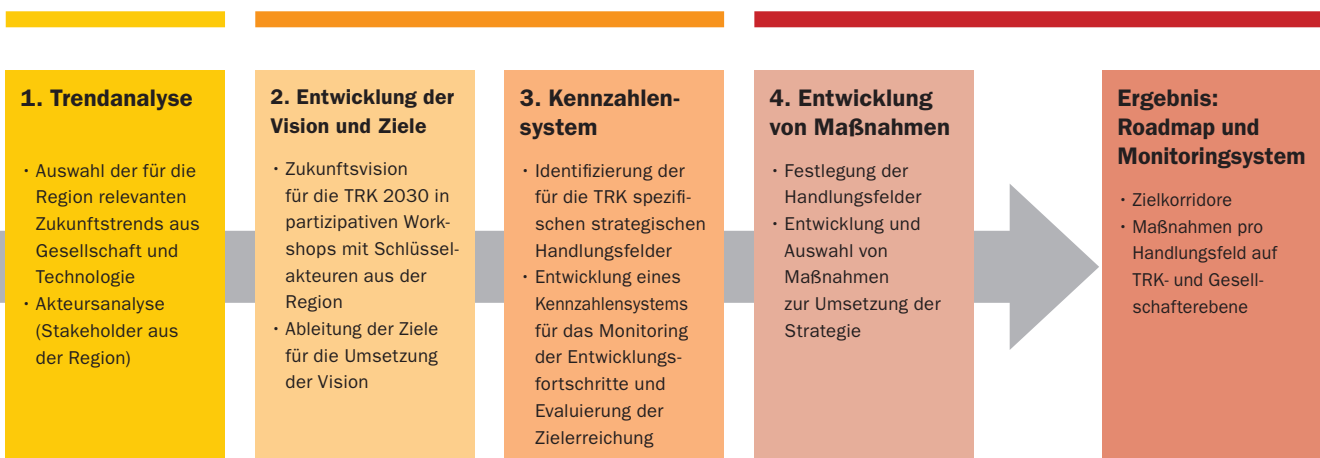 1. Trendanalyse
· Auswahl der für die
Region relevanten
Zukunftstrends aus
Gesellschaft und
Technologie
· Akteursanalyse
(Stakeholder aus
der Region)
2. Entwicklung der
Vision und Ziele
· Zukunftsvision
für die TRK 2030 in
partizipativen Work-
shops mit Schlüssel-
akteuren aus der
Region
· Ableitung der Ziele
für die Umsetzung
der Vision
3. Kennzahlen-
system
· Identifizierung der
für die TRK spezifi-
schen strategischen
Handlungsfelder
· Entwicklung eines
Kennzahlensystems
für das Monitoring
der Entwicklungs-
fortschritte und
Evaluierung der
Zielerreichung
4. Entwicklung
von Maßnahmen
· Festlegung der
Handlungsfelder
· Entwicklung und
Auswahl von
Maßnahmen
zur Umsetzung der
Strategie
Ergebnis:
Roadmap und
Monitoringsystem
· Zielkorridore
· Maßnahmen pro
Handlungsfeld auf
TRK- und Gesell-
schafterebene